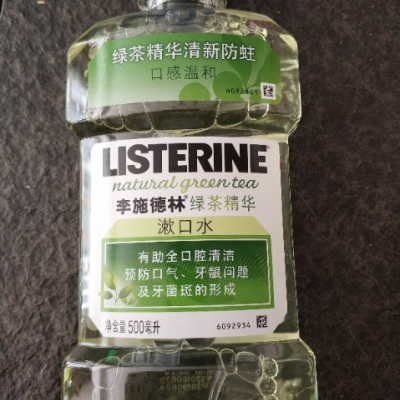 绿茶精华清新防蛀
口感温和
6092967
LISTERINE
natural green tea
李施德林® 绿茶精华
漱口水
有助全口腔清洁
预防口气、牙龈问题
及牙菌斑的形成
净含量500毫升
6092934